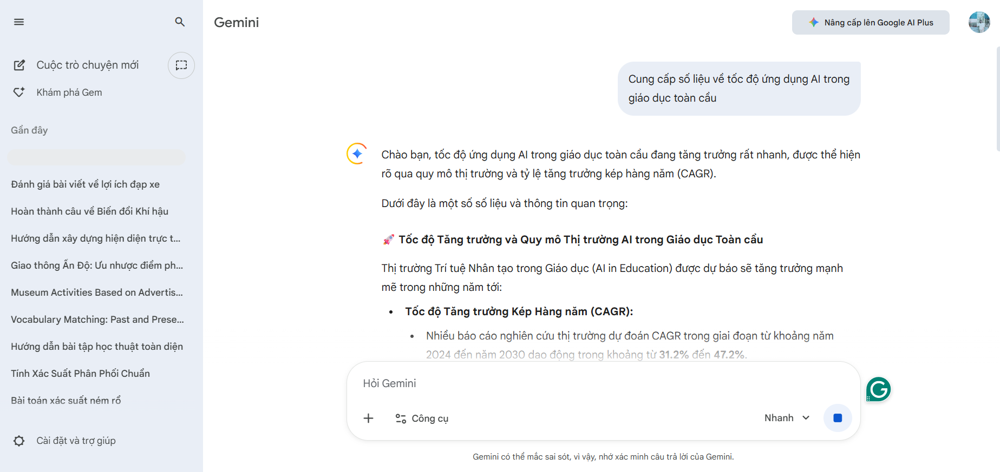 Gemini
Nâng cấp lên Google AI Plus
Cuộc trò chuyện mới
Khám phá Gem
Gần đây
Đánh giá bài viết về lợi ích đạp xe
Hoàn thành câu về Biến đổi Khí hậu
Hướng dẫn xây dựng hiện diện trực t...
Giao thông Ấn Độ: Ưu nhược điểm ph...
Museum Activities Based on Advertis...
Vocabulary Matching: Past and Prese...
Hướng dẫn bài tập học thuật toàn diện
Tính Xác Suất Phân Phối Chuẩn
Bài toán xác suất ném rổ
Cài đặt và trợ giúp
Cung cấp số liệu về tốc độ ứng dụng AI trong
giáo dục toàn cầu
Chào bạn, tốc độ ứng dụng AI trong giáo dục toàn cầu đang tăng trưởng rất nhanh, được thể hiện
rõ qua quy mô thị trường và tỷ lệ tăng trưởng kép hàng năm (CAGR).
Dưới đây là một số số liệu và thông tin quan trọng:
🚀 Tốc độ Tăng trưởng và Quy mô Thị trường AI trong Giáo dục Toàn cầu
Thị trường Trí tuệ Nhân tạo trong Giáo dục (AI in Education) được dự báo sẽ tăng trưởng mạnh
mẽ trong những năm tới:
• Tốc độ Tăng trưởng Kép Hàng năm (CAGR):
• Nhiều báo cáo nghiên cứu thị trường dự đoán CAGR trong giai đoạn từ khoảng năm
2024 đến năm 2030 dao động trong khoảng từ 31.2% đến 47.2%.
Hỏi Gemini
Công cụ
Nhanh
Gemini có thể mắc sai sót, vì vậy, nhớ xác minh câu trả lời của Gemini.